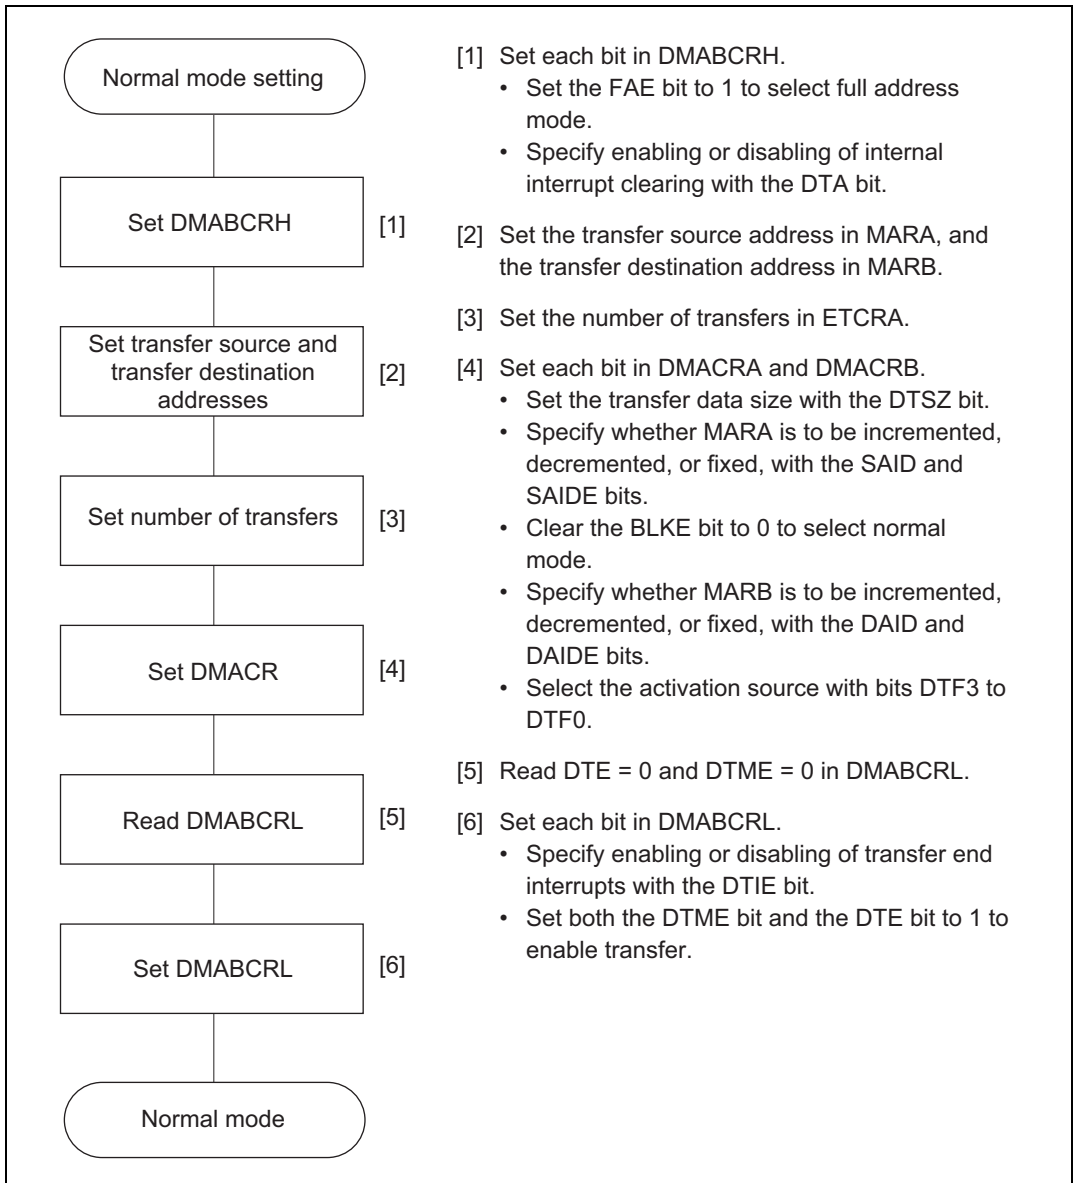 Normal mode setting
Set DMABCRH
[1]
Set transfer source and
transfer destination
addresses
[2]
Set number of transfers
[3]
Set DMACR
[4]
Read DMABCRL
[5]
Set DMABCRL
[6]
Normal mode
[1] Set each bit in DMABCRH.
• Set the FAE bit to 1 to select full address
mode.
• Specify enabling or disabling of internal
interrupt clearing with the DTA bit.
[2] Set the transfer source address in MARA, and
the transfer destination address in MARB.
[3] Set the number of transfers in ETCRA.
[4] Set each bit in DMACRA and DMACRB.
• Set the transfer data size with the DTSZ bit.
• Specify whether MARA is to be incremented,
decremented, or fixed, with the SAID and
SAIDE bits.
• Clear the BLKE bit to 0 to select normal
mode.
• Specify whether MARB is to be incremented,
decremented, or fixed, with the DAID and
DAIDE bits.
• Select the activation source with bits DTF3 to
DTF0.
[5] Read DTE = 0 and DTME = 0 in DMABCRL.
[6] Set each bit in DMABCRL.
• Specify enabling or disabling of transfer end
interrupts with the DTIE bit.
• Set both the DTME bit and the DTE bit to 1 to
enable transfer.